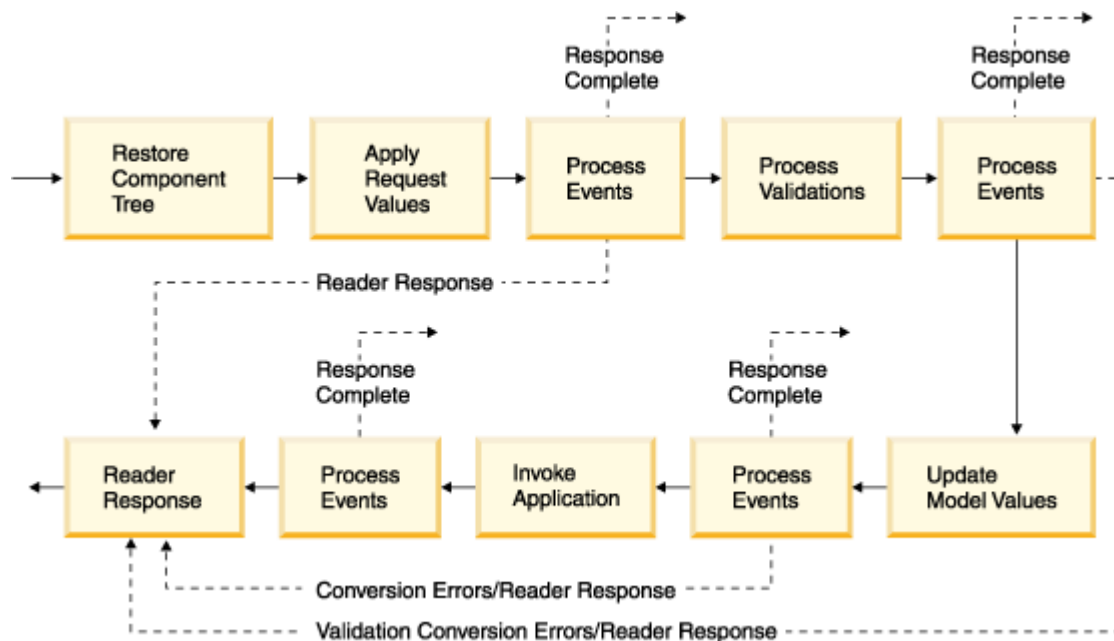 Response
Complete
Response
Complete
Restore
Component
Tree
Apply
Request
Values
Process
Events
Process
Validations
Process
Events
Reader Response
Response
Complete
Response
Complete
Reader
Response
Process
Events
Invoke
Application
Process
Events
Update
Model Values
Conversion Errors/Reader Response
Validation Conversion Errors/Reader Response